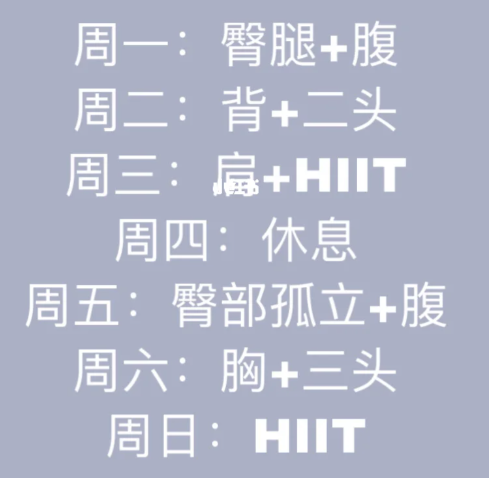 周一：臀腿+腹
周二：背+二头
周三：肩+HIIT
周四：休息
周五：臀部孤立+腹
周六：胸+三头
周日：HIIT